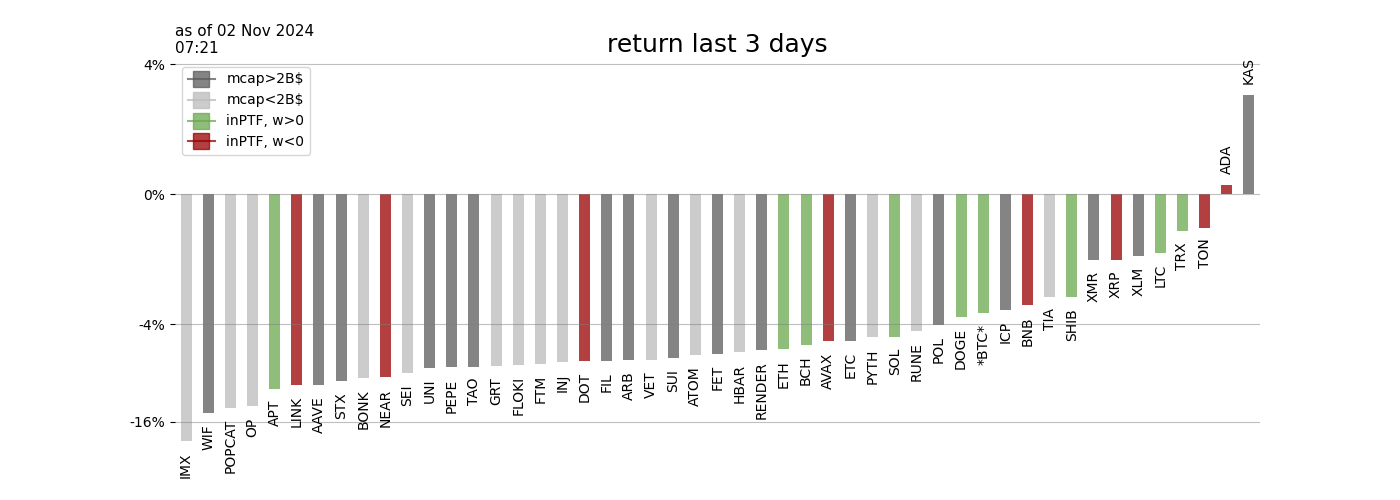 as of 02 Nov 2024
07:21
return last 3 days
4%
0%
-4%
-16%
mcap>2B$
mcap<2B$
inPTF, w>0
inPTF, w<0
IMX
WIF
POPCAT
OP
APT
LINK
AAVE
STX
BONK
NEAR
SEI
UNI
PEPE
TAO
GRT
FLOKI
FTM
INJ
DOT
FIL
ARB
VET
SUI
ATOM
FET
HBAR
RENDER
ETH
BCH
AVAX
ETC
PYTH
SOL
RUNE
POL
DOGE
*BTC*
ICP
BNB
TIA
SHIB
XMR
XRP
XLM
LTC
TRX
TON
ADA
KAS